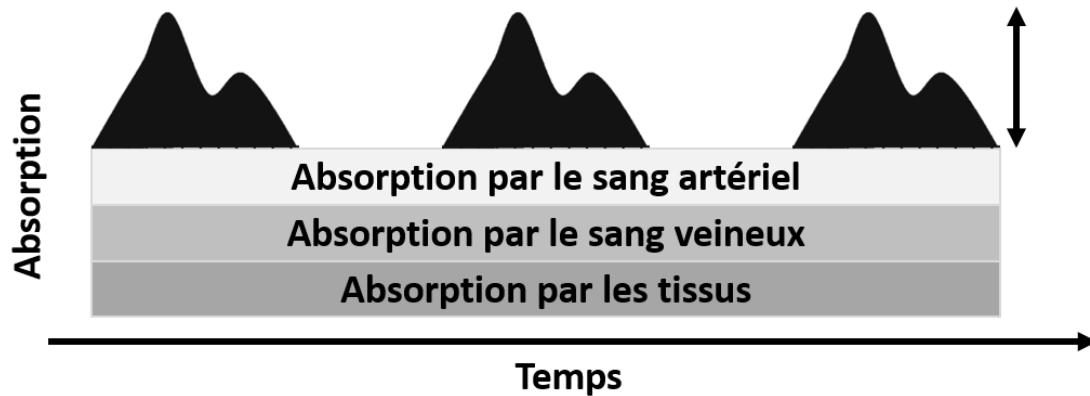 Absorption
Absorption par le sang artériel
Absorption par le sang veineux
Absorption par les tissus
Temps